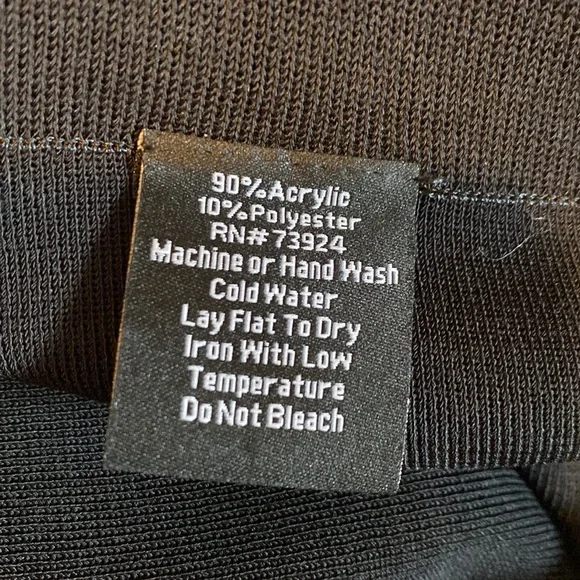 90% Acrylic
10% Polyester
RN# 73924
Machine or Hand Wash
Cold Water
Lay Flat To Dry
Iron With Low
Temperature
Do Not Bleach